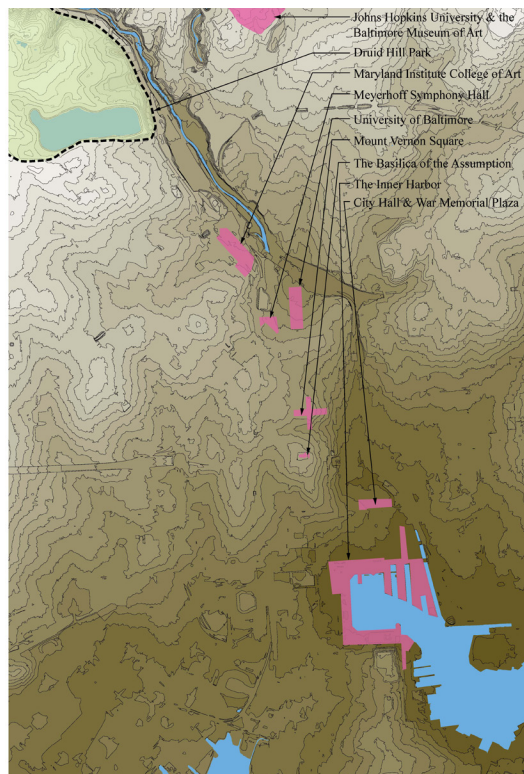 Johns Hopkins University & the
Baltimore Museum of Art
Druid Hill Park
Maryland Institute College of Art
Meyerhoff Symphony Hall
University of Baltimore
Mount Vernon Square
The Basilica of the Assumption
The Inner Harbor
City Hall & War Memorial Plaza